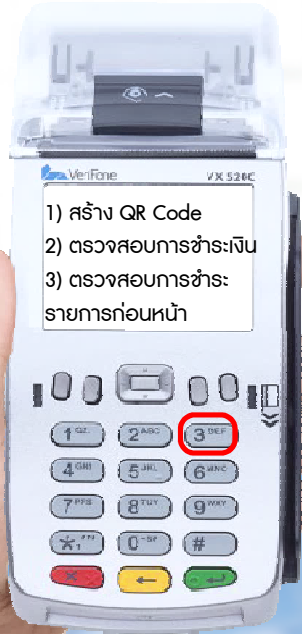 VeriFone VX 520C
1) สร้าง QR Code
2) ตรวจสอบการชำระเงิน
3) ตรวจสอบการชำระ
รายการก่อนหน้า
1 QZ. 2 ABC 3 DEF
4 GHI 5 JKL 6 MNO
7 PRS 8 TUV 9 WXY
0 -SP #